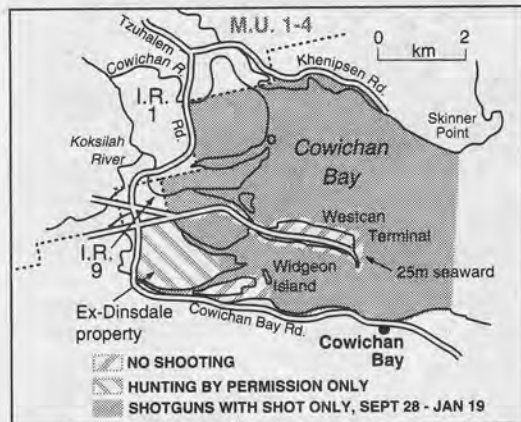 M.U. 1-4
Tzuhalem
Rd.
Cowichan R.
Khenipsen Rd.
0 2
km
I.R.
1
Skinner
Point
Koksilah
River
Cowichan
Bay
Westcan
Terminal
I.R.
9
25m seaward
Widgeon
Island
Ex-Dinsdale
property
Cowichan Bay Rd.
Cowichan
Bay
NO SHOOTING
HUNTING BY PERMISSION ONLY
SHOTGUNS WITH SHOT ONLY, SEPT 28 - JAN 19